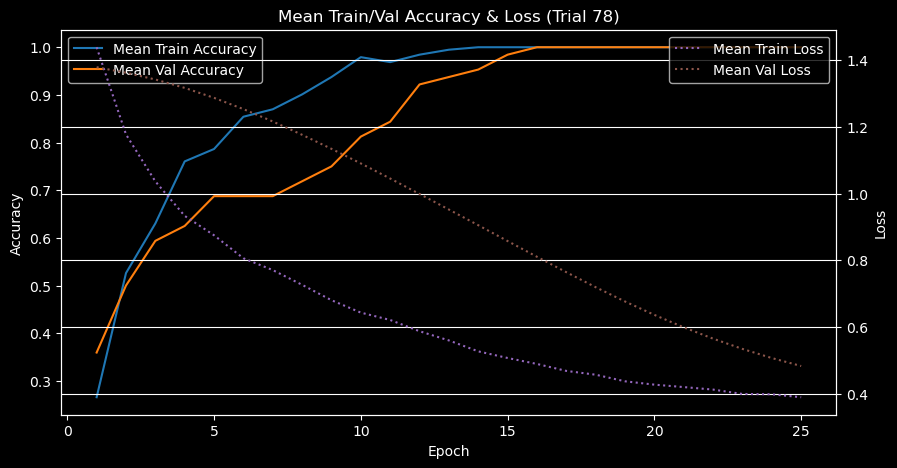 Mean Train/Val Accuracy & Loss (Trial 78)
Mean Train Accuracy
Mean Val Accuracy
Mean Train Loss
Mean Val Loss
Accuracy
1.0
0.9
0.8
0.7
0.6
0.5
0.4
0.3
1.4
1.2
1.0
0.8
0.6
0.4
Loss
0 5 10 15 20 25
Epoch